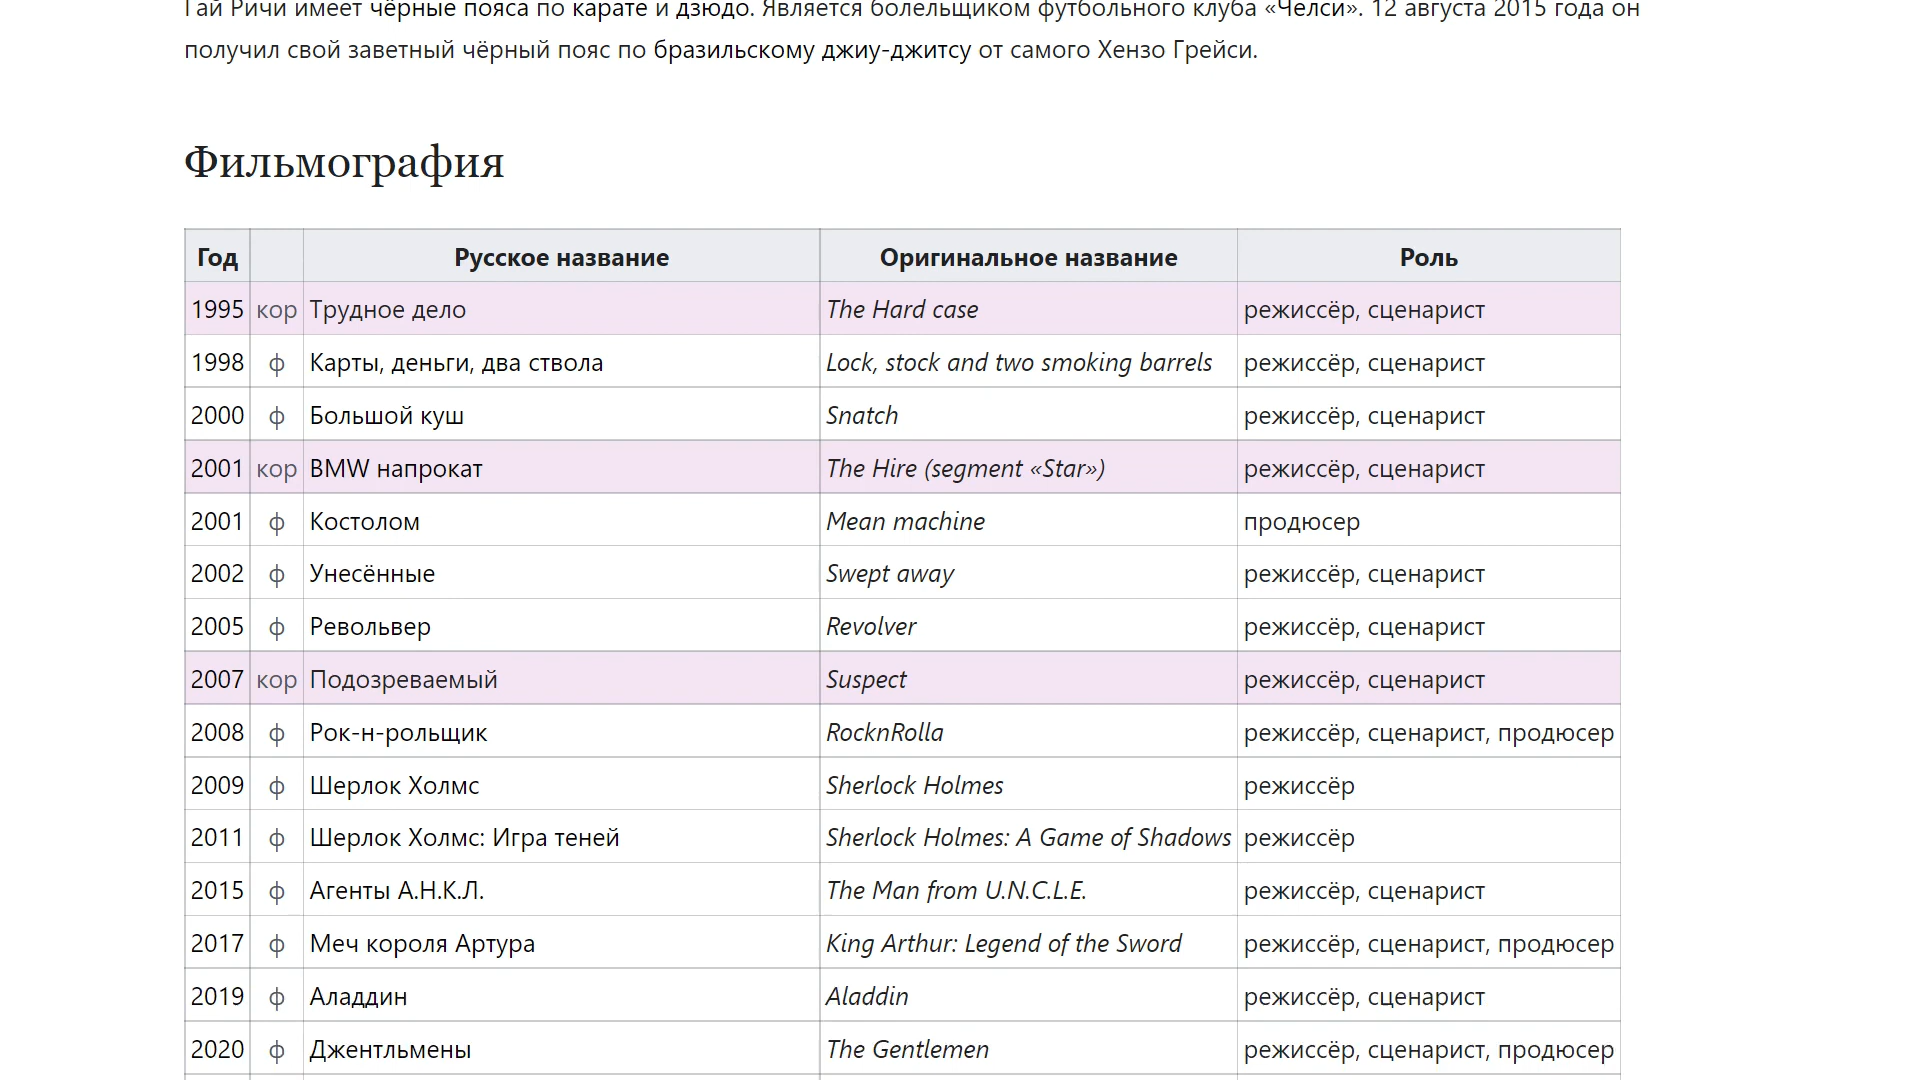 Гай Ричи имеет чёрные пояса по карате и дзюдо. Является болельщиком футбольного клуба «Челси». 12 августа 2015 года он
получил свой заветный чёрный пояс по бразильскому джиу-джитсу от самого Хензо Грейси.
Фильмография
Год Русское название Оригинальное название Роль
1995 кор Трудное дело The Hard case режиссёр, сценарист
1998 ф Карты, деньги, два ствола Lock, stock and two smoking barrels режиссёр, сценарист
2000 ф Большой куш Snatch режиссёр, сценарист
2001 кор BMW напрокат The Hire (segment «Star») режиссёр, сценарист
2001 ф Костолом Mean machine продюсер
2002 ф Унесённые Swept away режиссёр, сценарист
2005 ф Револьвер Revolver режиссёр, сценарист
2007 кор Подозреваемый Suspect режиссёр, сценарист
2008 ф Рок-н-рольщик RocknRolla режиссёр, сценарист, продюсер
2009 ф Шерлок Холмс Sherlock Holmes режиссёр
2011 ф Шерлок Холмс: Игра теней Sherlock Holmes: A Game of Shadows режиссёр
2015 ф Агенты А.Н.К.Л. The Man from U.N.C.L.E. режиссёр, сценарист
2017 ф Меч короля Артура King Arthur: Legend of the Sword режиссёр, сценарист, продюсер
2019 ф Аладдин Aladdin режиссёр, сценарист
2020 ф Джентльмены The Gentlemen режиссёр, сценарист, продюсер